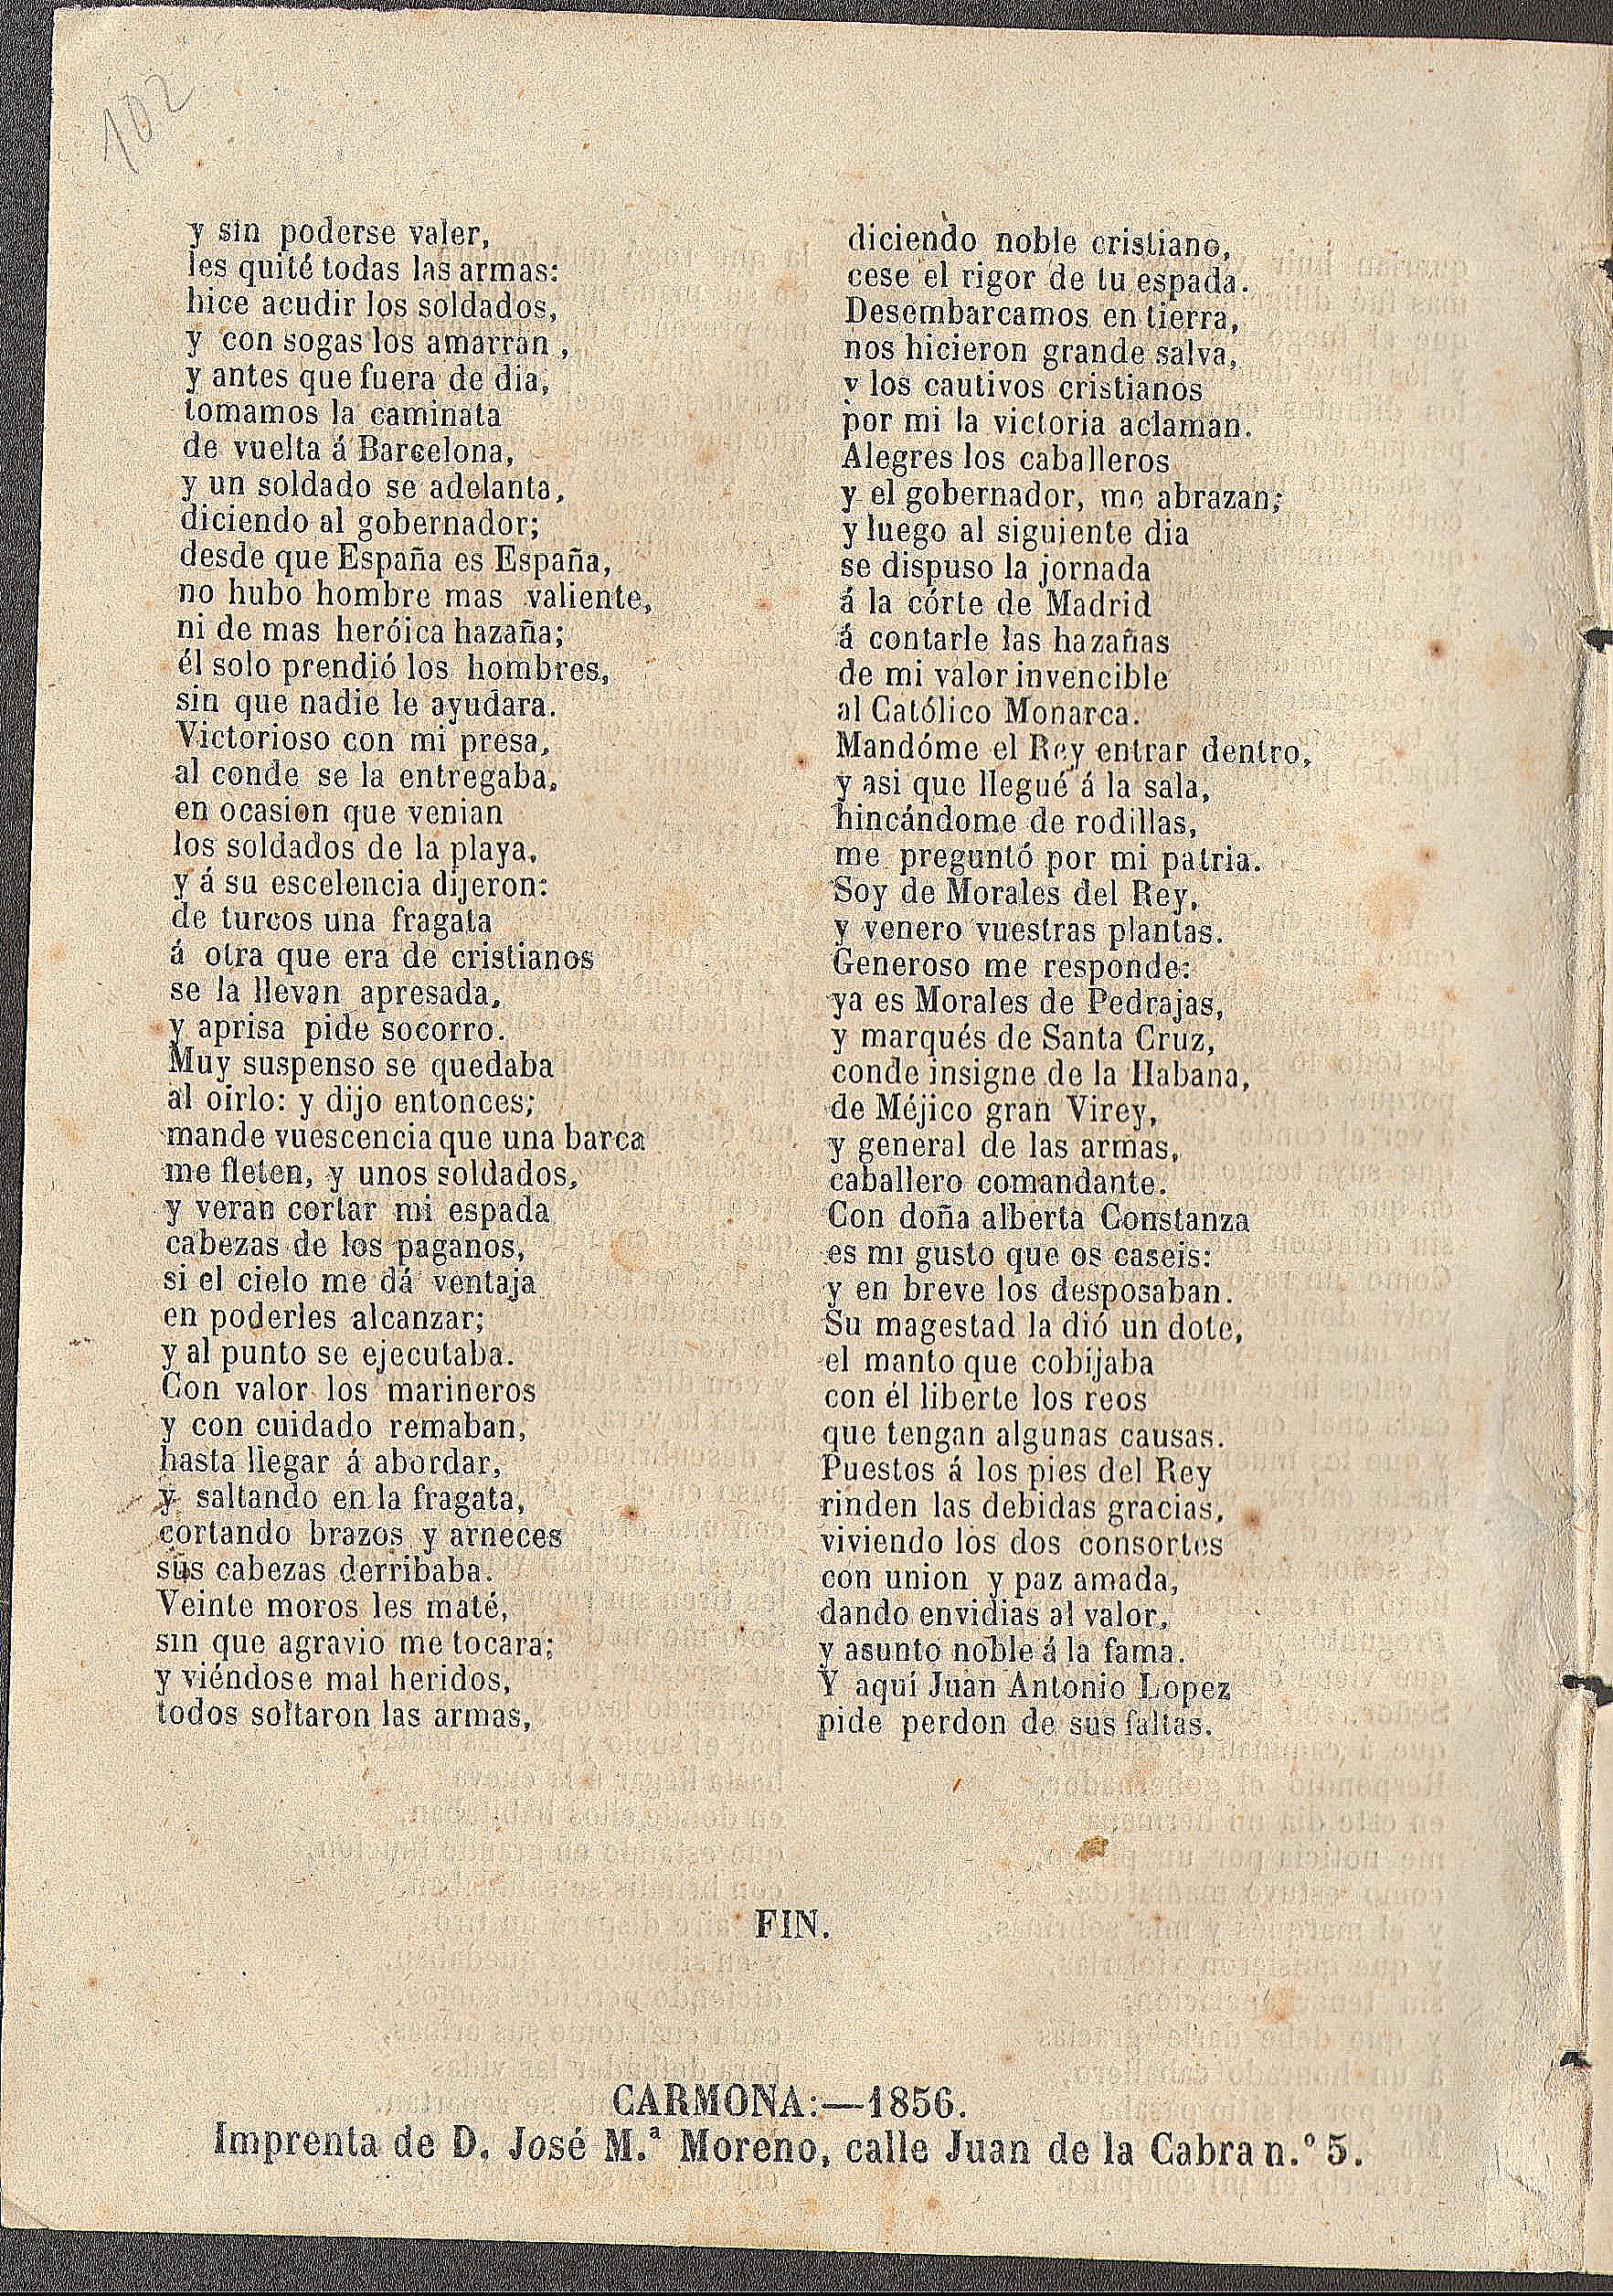 102
y sin poderse valer,
les quité todas las armas:
hice acudir los soldados,
y con sogas los amarran,
y antes que fuera de dia,
tomamos la caminata
de vuelta á Barcelona,
y un soldado se adelanta,
diciendo al gobernador;
desde que España es España,
no hubo hombre mas valiente,
ni de mas heróica hazaña;
él solo prendió los hombres,
sin que nadie le ayudara.
Victorioso con mi presa,
al conde se la entregaba,
en ocasion que venian
los soldados de la playa,
y á su escelencia dijeron:
de turcos una fragata
á otra que era de cristianos
se la llevan apresada,
y aprisa pide socorro.
Muy suspenso se quedaba
al oirlo: y dijo entonces;
mande vuescencia que una barca
me fleten, y unos soldados,
y veran cortar mi espada
cabezas de los paganos,
si el cielo me dá ventaja
en poderles alcanzar;
y al punto se ejecutaba.
Con valor los marineros
y con cuidado remaban,
hasta llegar á abordar,
y saltando en la fragata,
cortando brazos y arneces
sus cabezas derribaba.
Veinte moros les maté,
sin que agravio me tocara;
y viéndose mal heridos,
todos soltaron las armas,
diciendo noble cristiano,
cese el rigor de tu espada.
Desembarcamos en tierra,
nos hicieron grande salva,
y los cautivos cristianos
por mi la victoria aclaman.
Alegres los caballeros
y el gobernador, me abrazan;
y luego al siguiente dia
se dispuso la jornada
á la córte de Madrid
á contarle las hazañas
de mi valor invencible
al Católico Monarca.
Mandóme el Rey entrar dentro,
y asi que llegué á la sala,
hincándome de rodillas,
me preguntó por mi patria.
Soy de Morales del Rey,
y venero vuestras plantas.
Generoso me responde:
ya es Morales de Pedrajas,
y marqués de Santa Cruz,
conde insigne de la Habana,
de Méjico gran Virey,
y general de las armas,
caballero comandante.
Con doña alberta Constanza
es mi gusto que os caseis:
y en breve los desposaban.
Su magestad la dió un dote,
el manto que cobijaba
con él liberte los reos
que tengan algunas causas.
Puestos á los pies del Rey
rinden las debidas gracias,
viviendo los dos consortes
con union y paz amada,
dando envidias al valor,
y asunto noble á la fama.
Y aquí Juan Antonio Lopez
pide perdon de sus faltas.
FIN.
CARMONA:—1856.
Imprenta de D. José M.ª Moreno, calle Juan de la Cabra n.º 5.